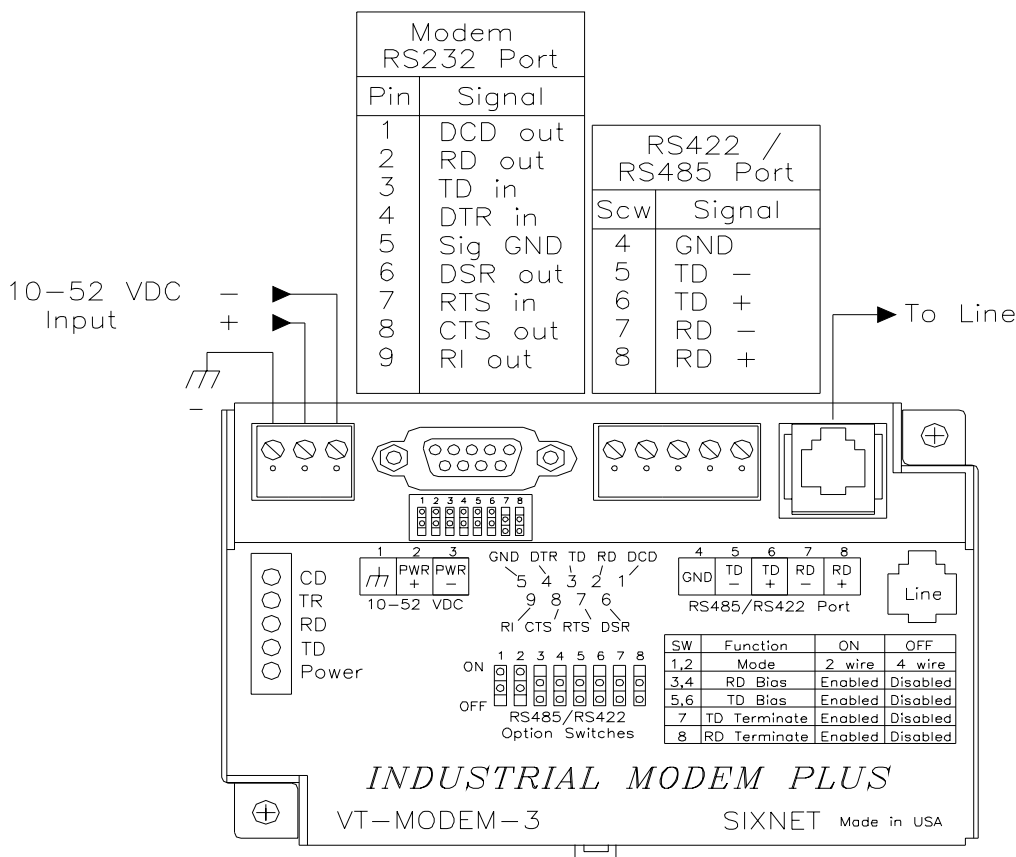 Modem
RS232 Port
Pin Signal
1 DCD out
2 RD out
3 TD in
4 DTR in
5 Sig GND
6 DSR out
7 RTS in
8 CTS out
9 RI out
RS422 /
RS485 Port
Scw Signal
4 GND
5 TD -
6 TD +
7 RD -
8 RD +
10-52 VDC -
Input +
-
To Line
1 2 3 4 5 6 7 8
CD
TR
RD
TD
Power
1 2 3
PWR + PWR -
10-52 VDC
GND DTR TD RD DCD
5 4 3 2 1
9 8 7 6
RI CTS RTS DSR
4 5 6 7 8
GND TD - TD + RD - RD +
RS485/RS422 Port
Line
1 2 3 4 5 6 7 8
ON
OFF
RS485/RS422
Option Switches
SW Function ON OFF
1,2 Mode 2 wire 4 wire
3,4 RD Bias Enabled Disabled
5,6 TD Bias Enabled Disabled
7 TD Terminate Enabled Disabled
8 RD Terminate Enabled Disabled
INDUSTRIAL MODEM PLUS
VT-MODEM-3 SIXNET Made in USA